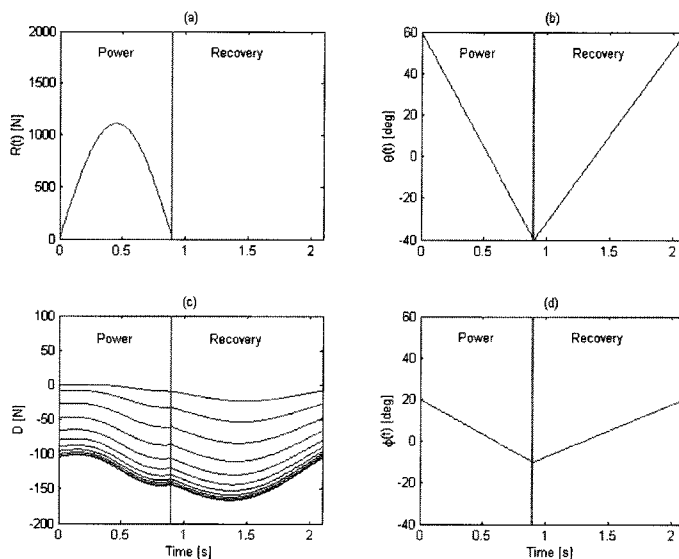 (a)
2000
1500
1000
500
0
R(t) [N]
Power
Recovery
0 0.5 1 1.5 2
(b)
60
40
20
0
-20
-40
θ(t) [deg]
Power
Recovery
0 0.5 1 1.5 2
(c)
100
50
0
-50
-100
-150
-200
D [N]
Power
Recovery
0 0.5 1 1.5 2
Time [s]
(d)
60
40
20
0
-20
-40
ϕ(t) [deg]
Power
Recovery
0 0.5 1 1.5 2
Time [s]